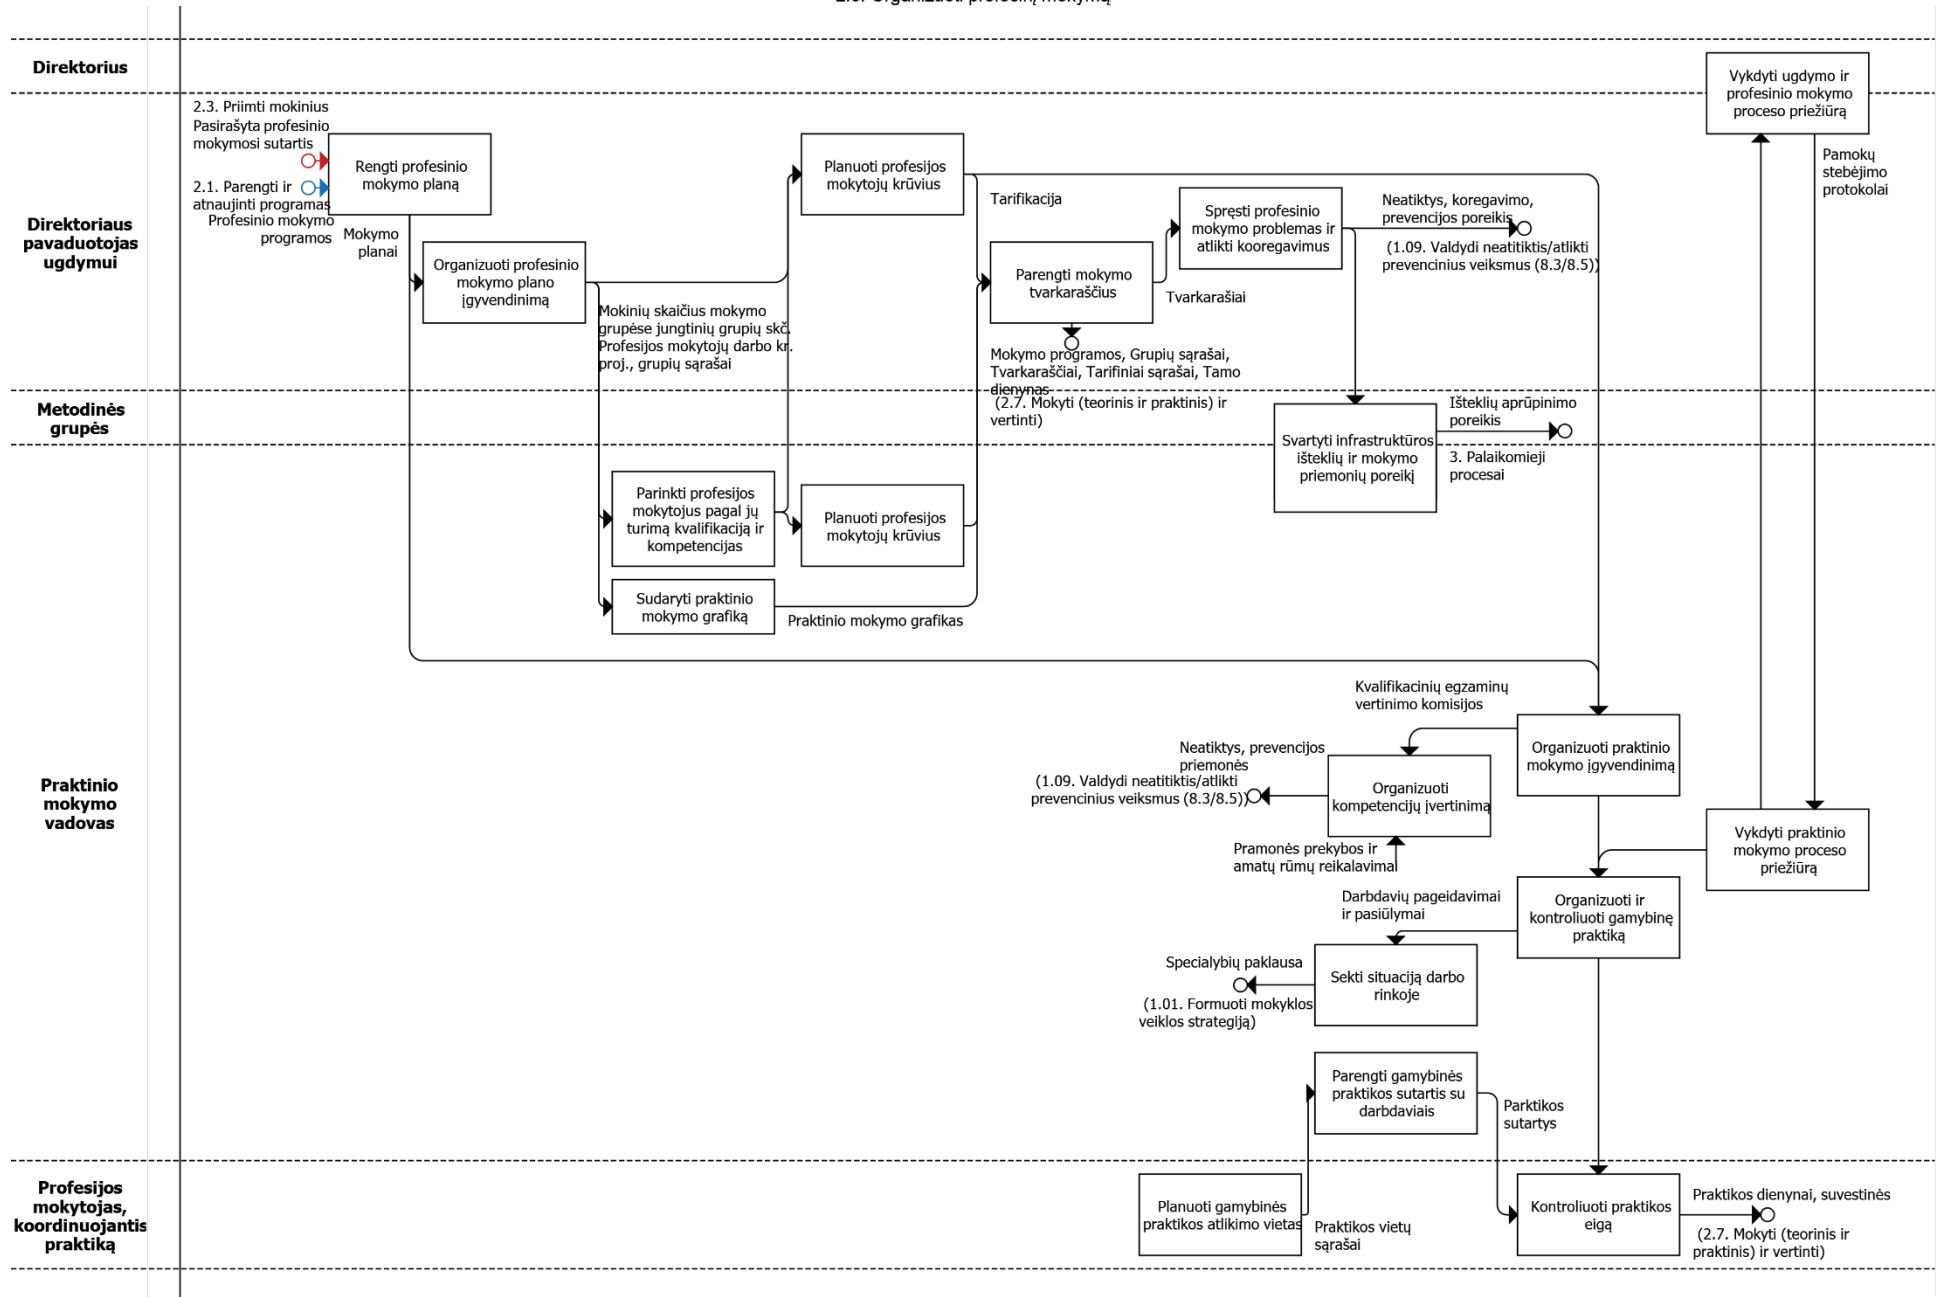 Direktorius
Vykdyti ugdymo ir
profesinio mokymo
proceso priežiūrą
Direktoriaus
pavaduotojas
ugdymui
2.3. Priimti mokinius
Pasirašyta profesinio
mokymosi sutartis
2.1. Parengti ir
atnaujinti programas
Profesinio mokymo
programos
Rengti profesinio
mokymo planą
Mokymo
planai
Organizuoti profesinio
mokymo plano
įgyvendinimą
Mokinių skaičius mokymo
grupėse jungtinių grupių skč.
Profesijos mokytojų darbo kr.
proj., grupių sąrašai
Planuoti profesijos
mokytojų krūvius
Tarifikacija
Parengti mokymo
tvarkaraščius
Tvarkarašiai
Mokymo programos, Grupių sąrašai,
Tvarkaraščiai, Tarifiniai sąrašai, Tamo
dienynas
(2.7. Mokyti (teorinis ir praktinis) ir
vertinti)
Spręsti profesinio
mokymo problemas ir
atlikti kooregavimus
Neatiktys, koregavimo,
prevencijos poreikis
(1.09. Valdydi neatitiktis/atlikti
prevencinius veiksmus (8.3/8.5))
Pamokų
stebėjimo
protokolai
Metodinės
grupės
Svartyti infrastruktūros
išteklių ir mokymo
priemonių poreikį
Išteklių aprūpinimo
poreikis
3. Palaikomieji
procesai
Praktinio
mokymo
vadovas
Parinkti profesijos
mokytojus pagal jų
turimą kvalifikaciją ir
kompetencijas
Planuoti profesijos
mokytojų krūvius
Sudaryti praktinio
mokymo grafiką
Praktinio mokymo grafikas
Kvalifikacinių egzaminų
vertinimo komisijos
Organizuoti praktinio
mokymo įgyvendinimą
Neatiktys, prevencijos
priemonės
(1.09. Valdydi neatitiktis/atlikti
prevencinius veiksmus (8.3/8.5))
Organizuoti
kompetencijų įvertinimą
Pramonės prekybos ir
amatų rūmų reikalavimai
Vykdyti praktinio
mokymo proceso
priežiūrą
Darbdavių pageidavimai
ir pasiūlymai
Organizuoti ir
kontroliuoti gamybinę
praktiką
Specialybių paklausa
(1.01. Formuoti mokyklos
veiklos strategiją)
Sekti situaciją darbo
rinkoje
Parengti gamybinės
praktikos sutartis su
darbdaviais
Parktikos
sutartys
Profesijos
mokytojas,
koordinuojantis
praktiką
Planuoti gamybinės
praktikos atlikimo vietas
Praktikos vietų
sąrašai
Kontroliuoti praktikos
eigą
Praktikos dienynai, suvestinės
(2.7. Mokyti (teorinis ir
praktinis) ir vertinti)